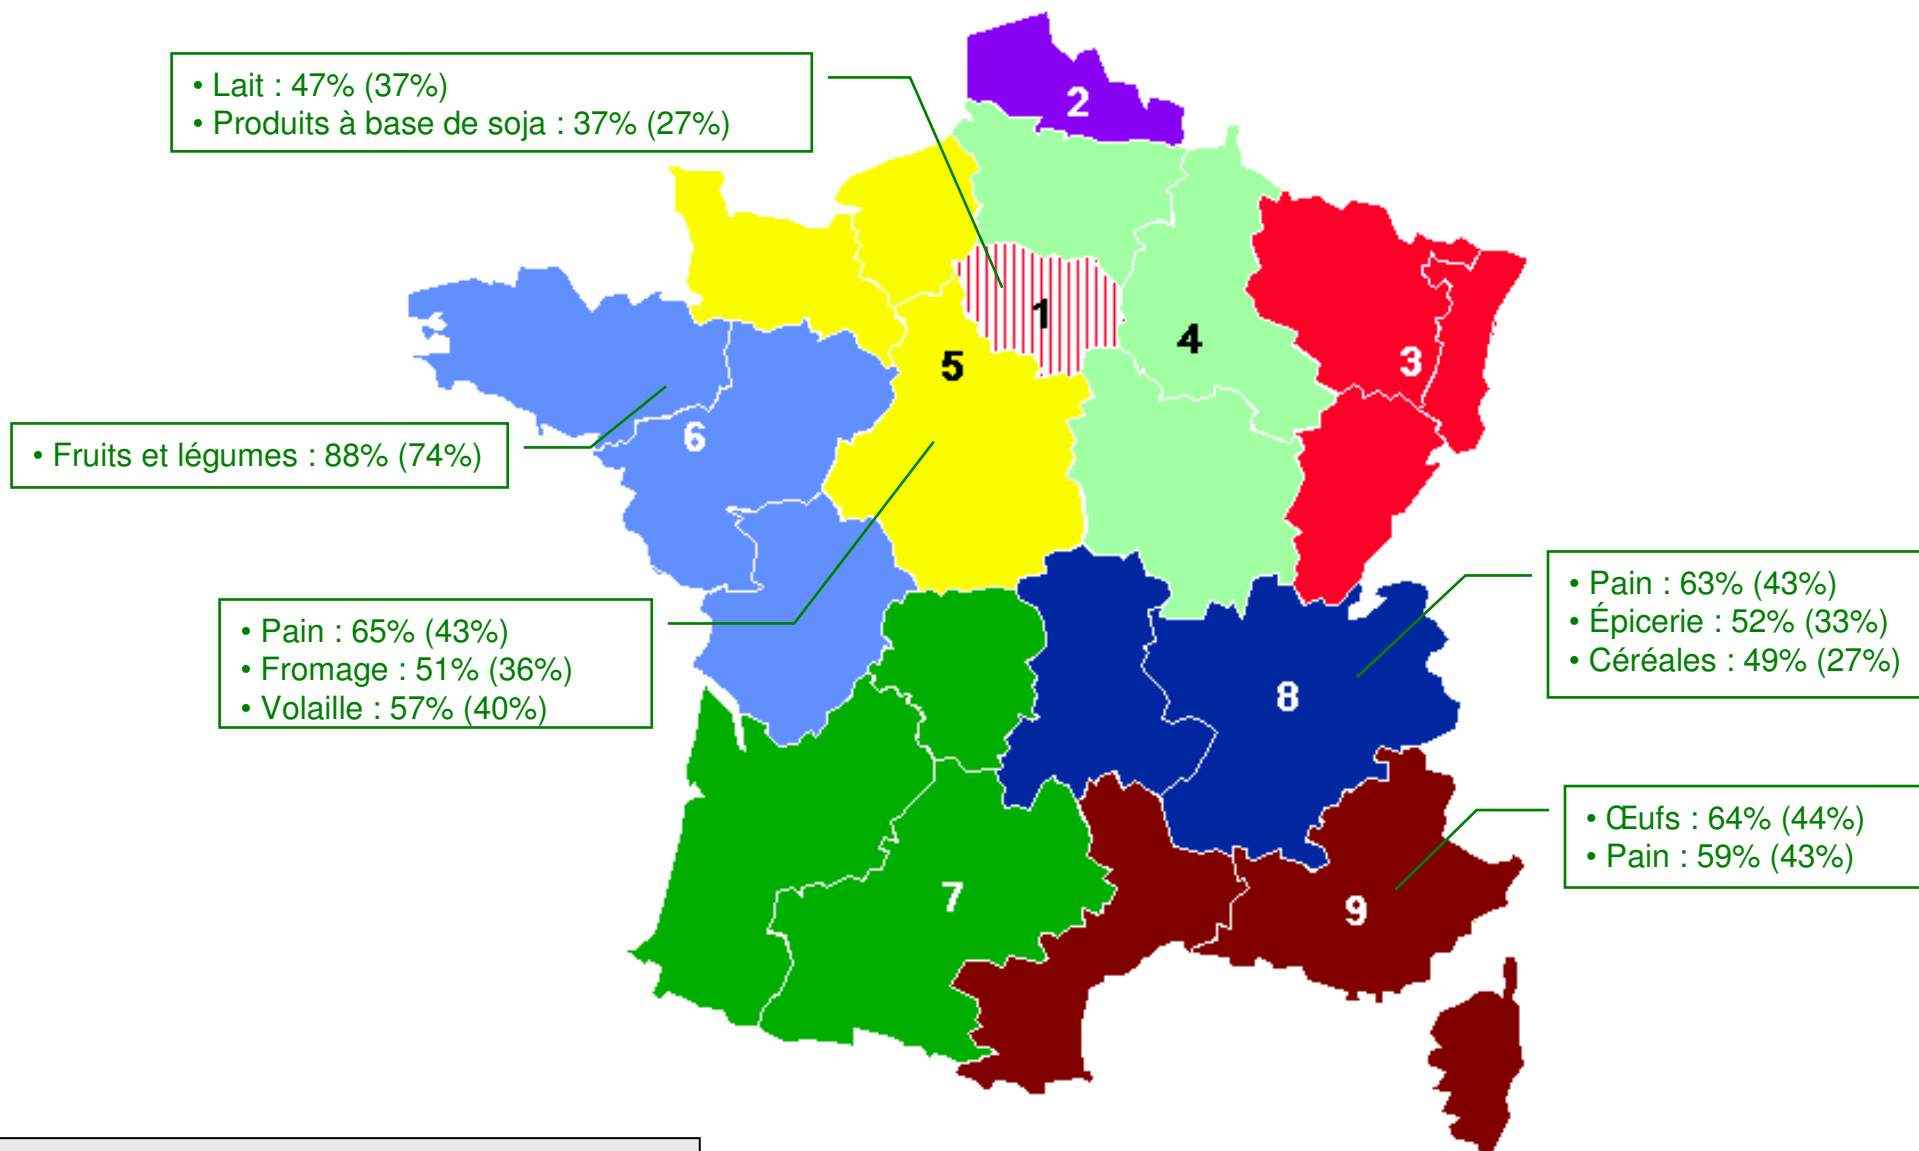 • Lait : 47% (37%)
• Produits à base de soja : 37% (27%)
2
1
4
3
5
6
• Fruits et légumes : 88% (74%)
• Pain : 65% (43%)
• Fromage : 51% (36%)
• Volaille : 57% (40%)
• Pain : 63% (43%)
• Épicerie : 52% (33%)
• Céréales : 49% (27%)
8
• Œufs : 64% (44%)
• Pain : 59% (43%)
7
9